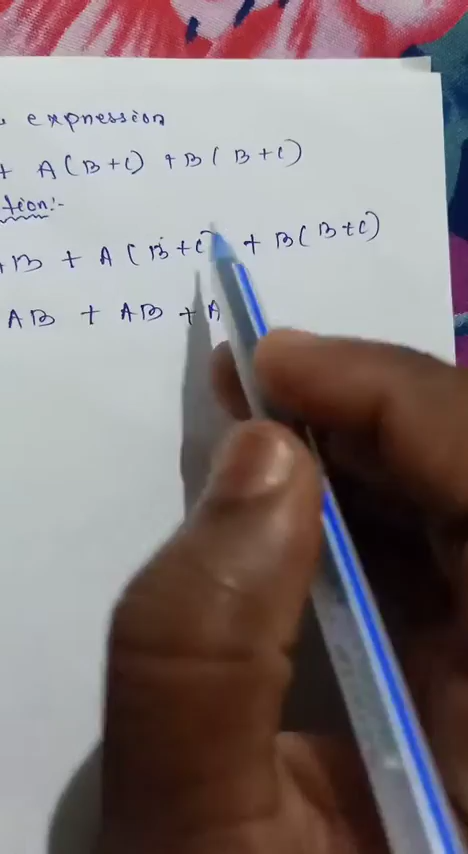 expression
+ A(B+C) +B(B+C)
tion:-
B + A(B+C) + B(B+C)
AB + AB + A